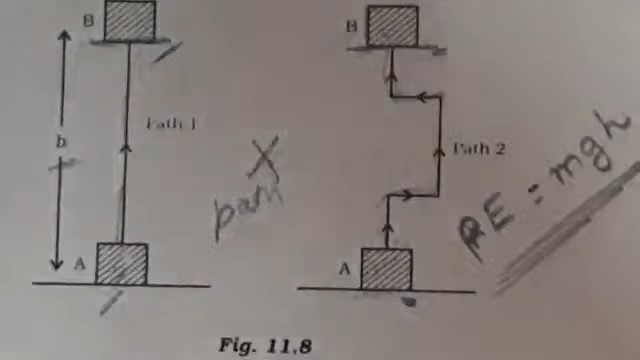 B
B
Path 1
h
X
path
Path 2
PE = mgh
A
A
Fig. 11.8